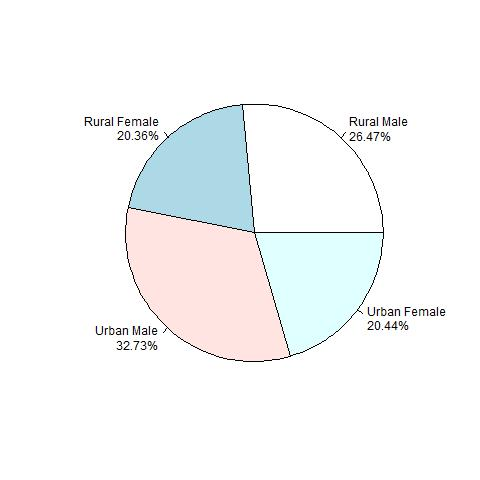 Rural Female
20.36%
Rural Male
26.47%
Urban Male
32.73%
Urban Female
20.44%